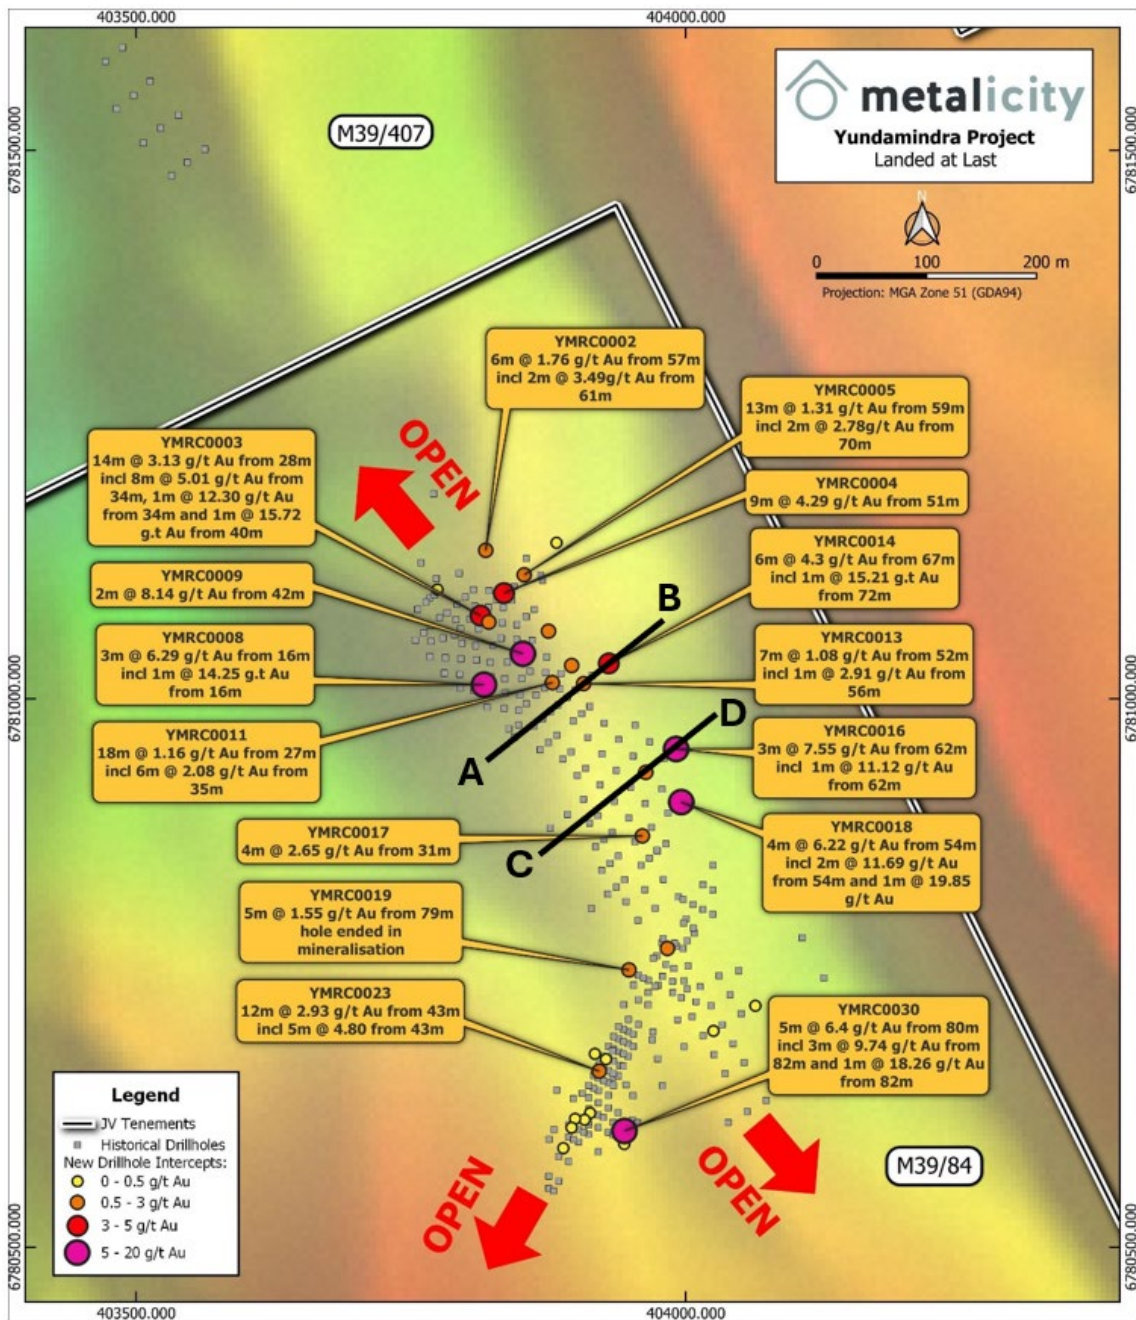 403500.000
404000.000
6781500.000
6781500.000
M39/407
metalicity
Yundamindra Project
Landed at Last
N
0 100 200 m
Projection: MGA Zone 51 (GDA94)
YMRC0002
6m @ 1.76 g/t Au from 57m
incl 2m @ 3.49g/t Au from
61m
YMRC0005
13m @ 1.31 g/t Au from 59m
incl 2m @ 2.78g/t Au from
70m
OPEN
YMRC0003
14m @ 3.13 g/t Au from 28m
incl 8m @ 5.01 g/t Au from
34m, 1m @ 12.30 g/t Au
from 34m and 1m @ 15.72
g.t Au from 40m
YMRC0004
9m @ 4.29 g/t Au from 51m
YMRC0014
6m @ 4.3 g/t Au from 67m
incl 1m @ 15.21 g.t Au
from 72m
YMRC0009
2m @ 8.14 g/t Au from 42m
B
YMRC0008
3m @ 6.29 g/t Au from 16m
incl 1m @ 14.25 g.t Au
from 16m
YMRC0013
7m @ 1.08 g/t Au from 52m
incl 1m @ 2.91 g/t Au from
56m
6781000.000
6781000.000
YMRC0011
18m @ 1.16 g/t Au from 27m
incl 6m @ 2.08 g/t Au from
35m
A
D
YMRC0016
3m @ 7.55 g/t Au from 62m
incl 1m @ 11.12 g/t Au
from 62m
YMRC0017
4m @ 2.65 g/t Au from 31m
C
YMRC0018
4m @ 6.22 g/t Au from 54m
incl 2m @ 11.69 g/t Au
from 54m and 1m @ 19.85
g/t Au
YMRC0019
5m @ 1.55 g/t Au from 79m
hole ended in
mineralisation
YMRC0023
12m @ 2.93 g/t Au from 43m
incl 5m @ 4.80 from 43m
YMRC0030
5m @ 6.4 g/t Au from 80m
incl 3m @ 9.74 g/t Au from
82m and 1m @ 18.26 g/t Au
from 82m
Legend
JV Tenements
Historical Drillholes
New Drillhole Intercepts:
0 - 0.5 g/t Au
0.5 - 3 g/t Au
3 - 5 g/t Au
5 - 20 g/t Au
OPEN
OPEN
M39/84
6780500.000
6780500.000
403500.000
404000.000